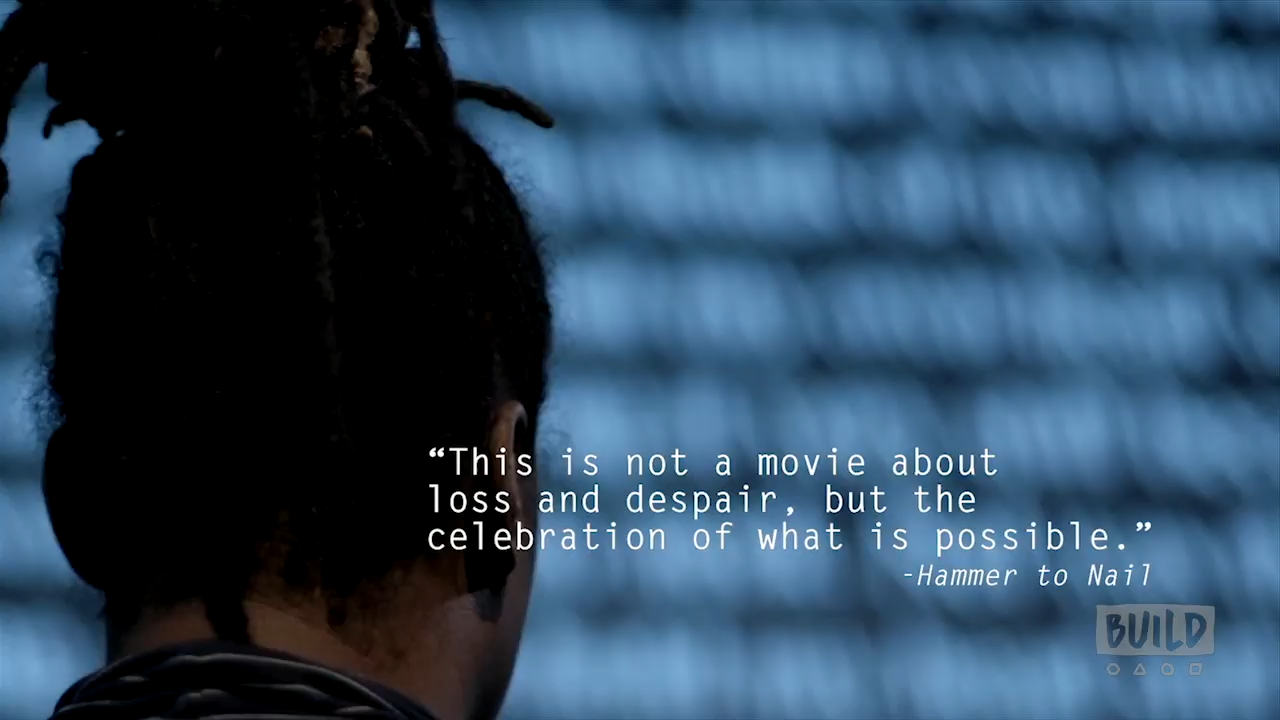 “This is not a movie about
loss and despair, but the
celebration of what is possible.”
-Hammer to Nail
BUILD